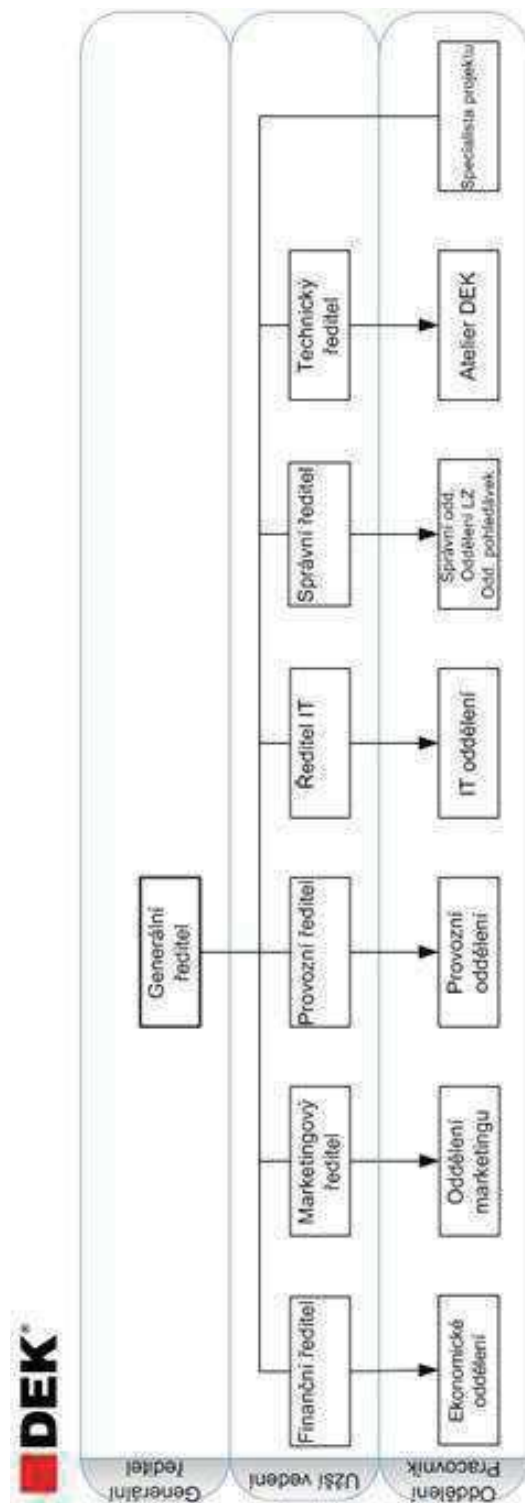 DEK®
Generální
ředitel
Generální
ředitel
Užší vedení
Finanční ředitel
Marketingový
ředitel
Provozní ředitel
Ředitel IT
Správní ředitel
Technický
ředitel
Oddělení
Pracovník
Ekonomické
oddělení
Oddělení
marketingu
Provozní
oddělení
IT oddělení
Správní odd.
Oddělení LZ
Odd. pohledávek
Atelier DEK
Specialista projektu